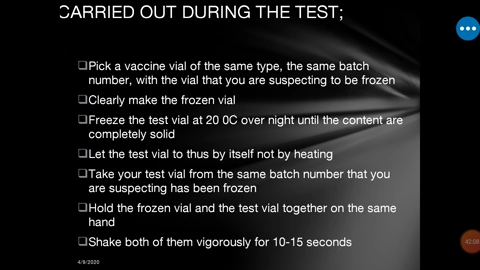 CARRIED OUT DURING THE TEST;
❑Pick a vaccine vial of the same type, the same batch
number, with the vial that you are suspecting to be frozen
❑Clearly make the frozen vial
❑Freeze the test vial at 20 0C over night until the content are
completely solid
❑Let the test vial to thus by itself not by heating
❑Take your test vial from the same batch number that you
are suspecting has been frozen
❑Hold the frozen vial and the test vial together on the same
hand
❑Shake both of them vigorously for 10-15 seconds
4/9/2020
42:08